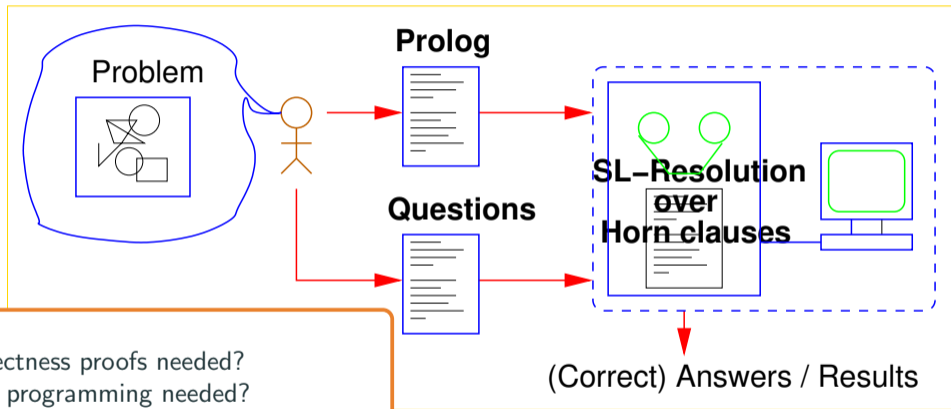 Prolog
Problem
SL–Resolution
over
Horn clauses
Questions
(Correct) Answers / Results
ectness proofs needed?
programming needed?